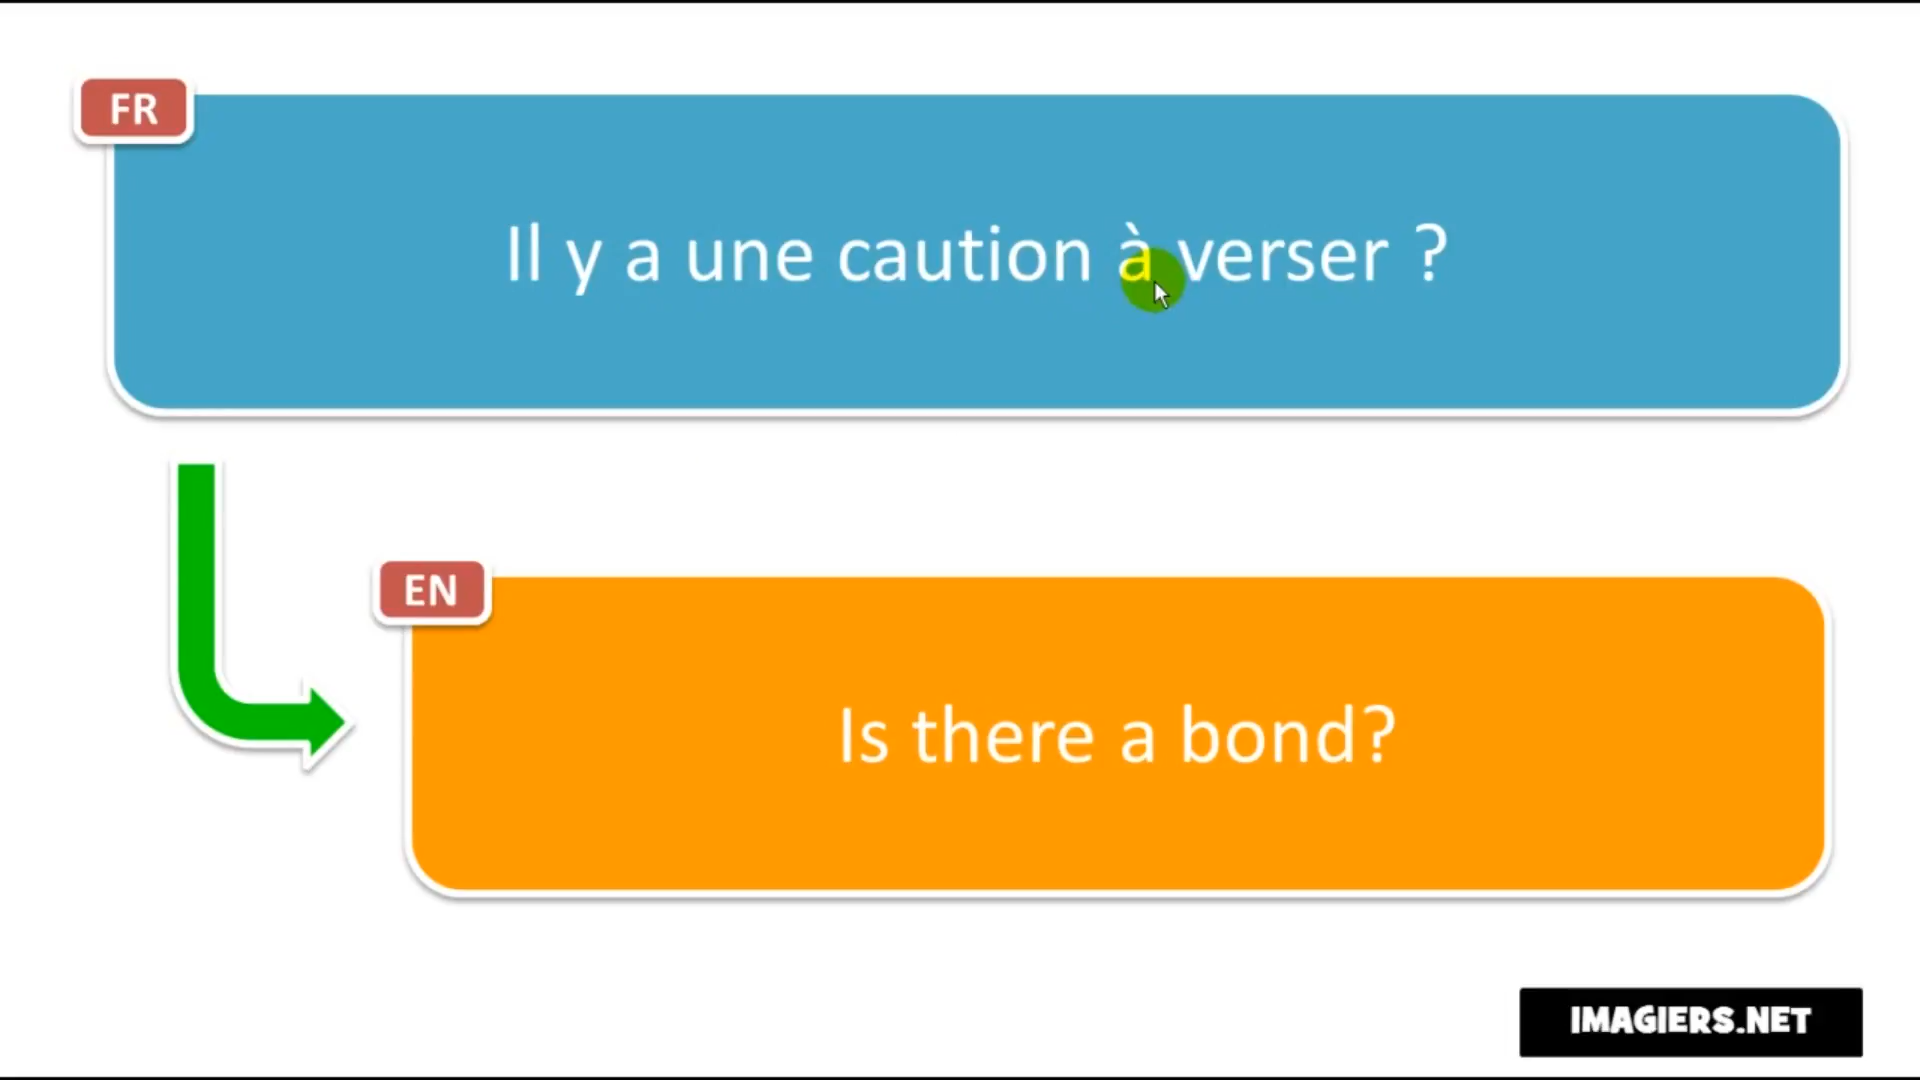 FR
Il y a une caution à verser ?
EN
Is there a bond?
IMAGIERS.NET